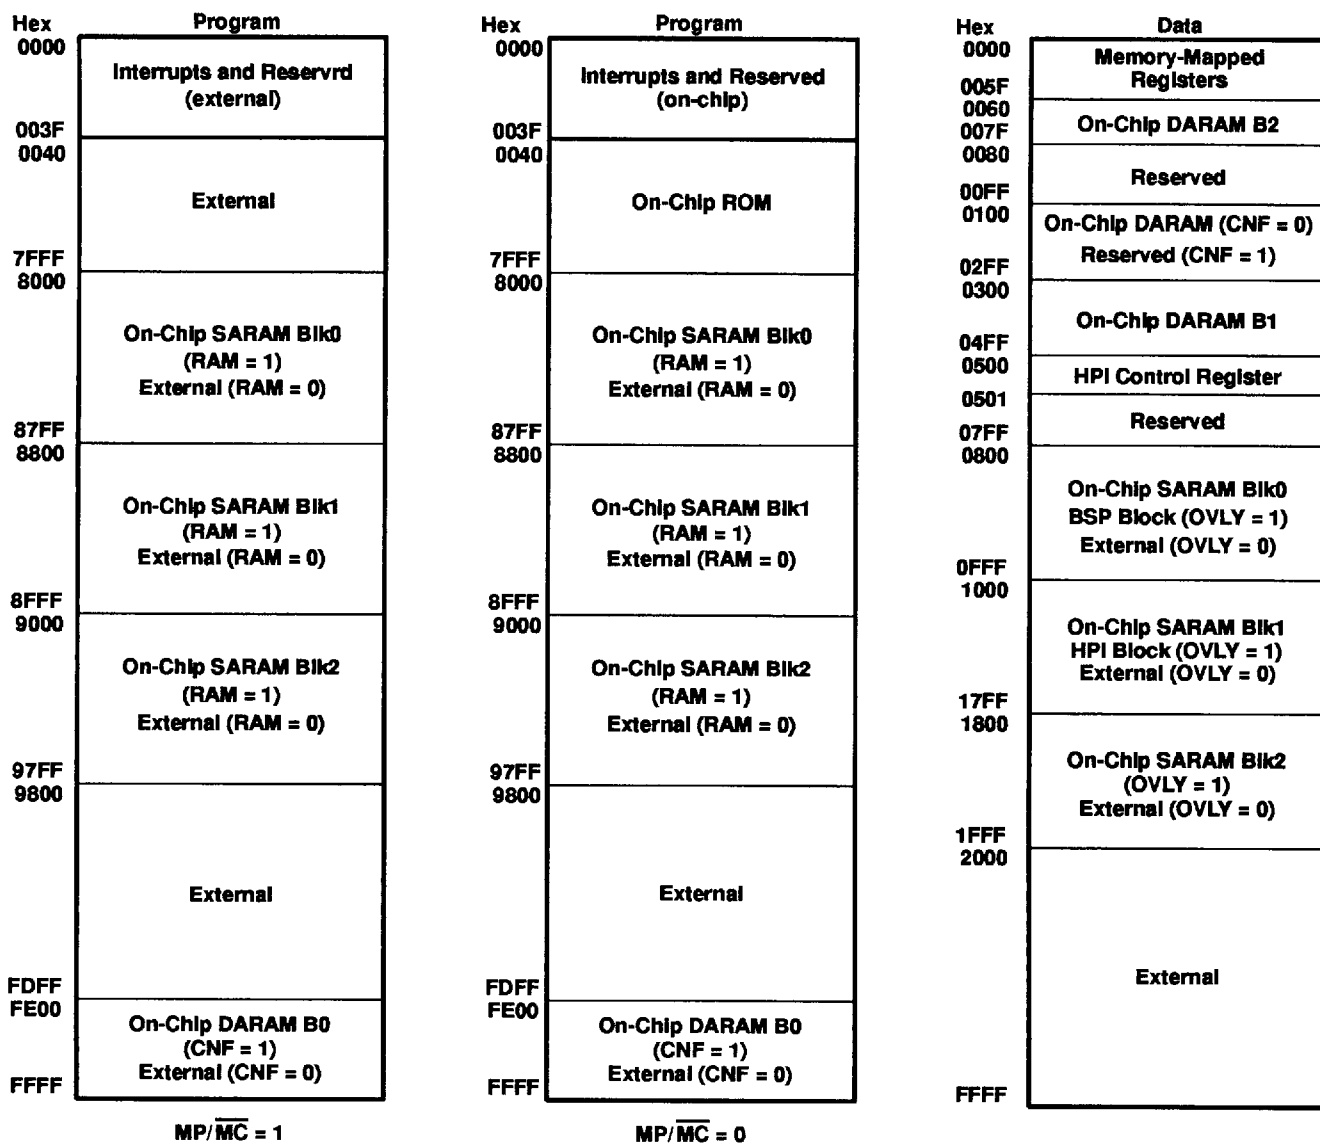 Hex Program
0000
Interrupts and Reservrd
(external)
003F
0040
External
7FFF
8000
On-Chip SARAM Blk0
(RAM = 1)
External (RAM = 0)
87FF
8800
On-Chip SARAM Blk1
(RAM = 1)
External (RAM = 0)
8FFF
9000
On-Chip SARAM Blk2
(RAM = 1)
External (RAM = 0)
97FF
9800
External
FDFF
FE00
On-Chip DARAM B0
(CNF = 1)
External (CNF = 0)
FFFF
MP/M̅C̅ = 1
Hex Program
0000
Interrupts and Reserved
(on-chip)
003F
0040
On-Chip ROM
7FFF
8000
On-Chip SARAM Blk0
(RAM = 1)
External (RAM = 0)
87FF
8800
On-Chip SARAM Blk1
(RAM = 1)
External (RAM = 0)
8FFF
9000
On-Chip SARAM Blk2
(RAM = 1)
External (RAM = 0)
97FF
9800
External
FDFF
FE00
On-Chip DARAM B0
(CNF = 1)
External (CNF = 0)
FFFF
MP/M̅C̅ = 0
Hex Data
0000
Memory-Mapped
Registers
005F
0060
On-Chip DARAM B2
007F
0080
Reserved
00FF
0100
On-Chip DARAM (CNF = 0)
Reserved (CNF = 1)
02FF
0300
On-Chip DARAM B1
04FF
0500
HPI Control Register
0501
Reserved
07FF
0800
On-Chip SARAM Blk0
BSP Block (OVLY = 1)
External (OVLY = 0)
0FFF
1000
On-Chip SARAM Blk1
HPI Block (OVLY = 1)
External (OVLY = 0)
17FF
1800
On-Chip SARAM Blk2
(OVLY = 1)
External (OVLY = 0)
1FFF
2000
External
FFFF